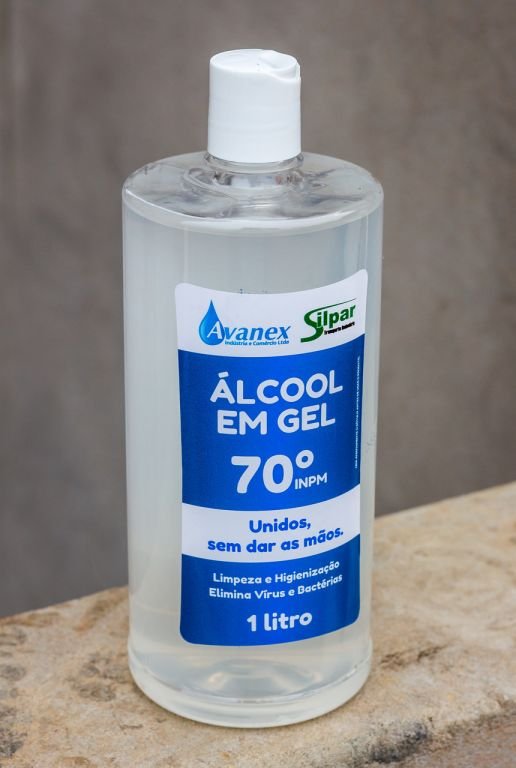 Avanex
Indústria e Comércio Ltda
Silpar
ÁLCOOL
EM GEL
70°
INPM
Unidos,
sem dar as mãos.
Limpeza e Higienização
Elimina Vírus e Bactérias
1 litro